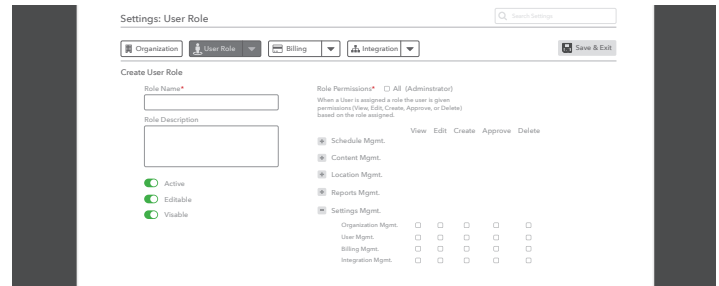 Settings: User Role
Search Settings
Organization User Role Billing Integration Save & Exit
Create User Role
Role Name*
Role Permissions* All (Adminstrator)
When a User is assigned a role the user is given
permissions (View, Edit, Create, Approve, or Delete)
based on the role assigned.
Role Description
View Edit Create Approve Delete
Schedule Mgmt.
Content Mgmt.
Location Mgmt.
Active
Reports Mgmt.
Editable
Settings Mgmt.
Visable
Organization Mgmt.
User Mgmt.
Billing Mgmt.
Integration Mgmt.